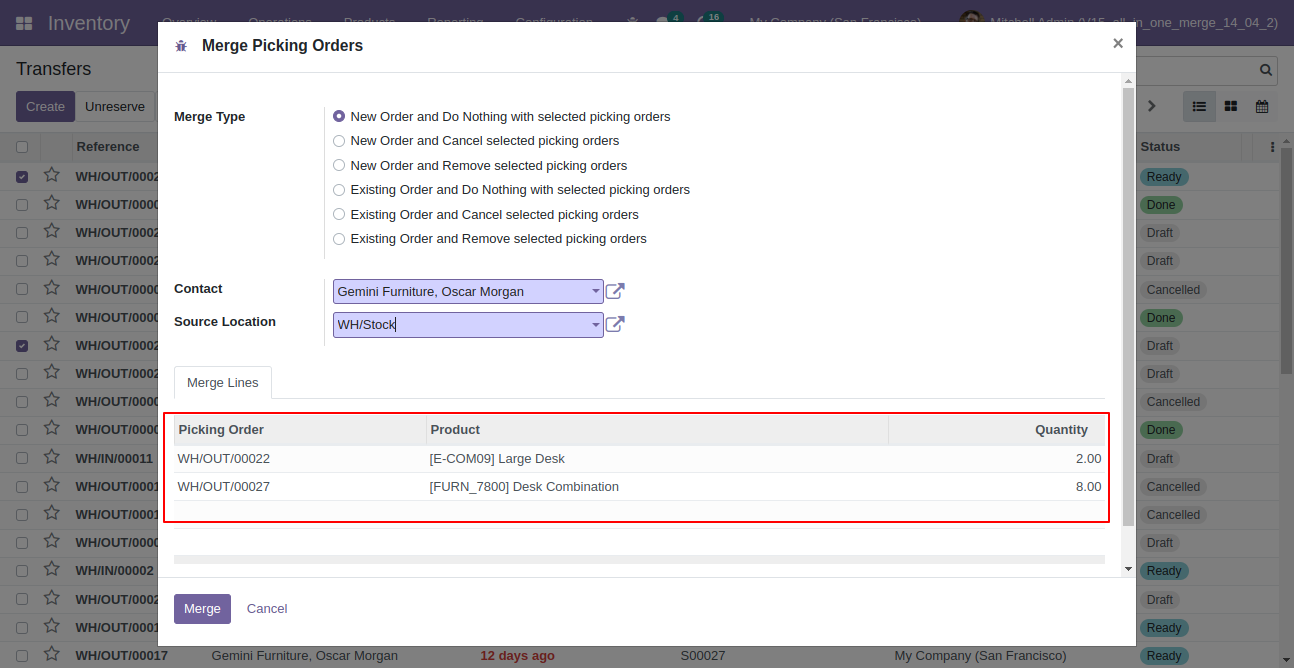 Inventory Overview Operations Products Reporting Configuration 4 16 My Company (San Francisco) Mitchell Admin (V15_all_in_one_merge_14_04_2)
Merge Picking Orders ×
Transfers
Create Unreserve
Merge Type
New Order and Do Nothing with selected picking orders
New Order and Cancel selected picking orders
New Order and Remove selected picking orders
Existing Order and Do Nothing with selected picking orders
Existing Order and Cancel selected picking orders
Existing Order and Remove selected picking orders
Contact Gemini Furniture, Oscar Morgan
Source Location WH/Stock
Merge Lines
Picking Order Product Quantity
WH/OUT/00022 [E-COM09] Large Desk 2.00
WH/OUT/00027 [FURN_7800] Desk Combination 8.00
Merge Cancel
Reference Status
WH/OUT/0002 Ready
WH/OUT/0000 Done
WH/OUT/0002 Draft
WH/OUT/0002 Draft
WH/OUT/0000 Cancelled
WH/OUT/0000 Done
WH/OUT/0002 Draft
WH/OUT/0002 Draft
WH/OUT/0000 Cancelled
WH/OUT/0000 Done
WH/IN/00011 Draft
WH/OUT/0001 Cancelled
WH/OUT/0001 Cancelled
WH/OUT/0000 Draft
WH/IN/00002 Ready
WH/OUT/0002 Draft
WH/OUT/0001 Ready
WH/OUT/00017 Gemini Furniture, Oscar Morgan 12 days ago S00027 My Company (San Francisco) Ready